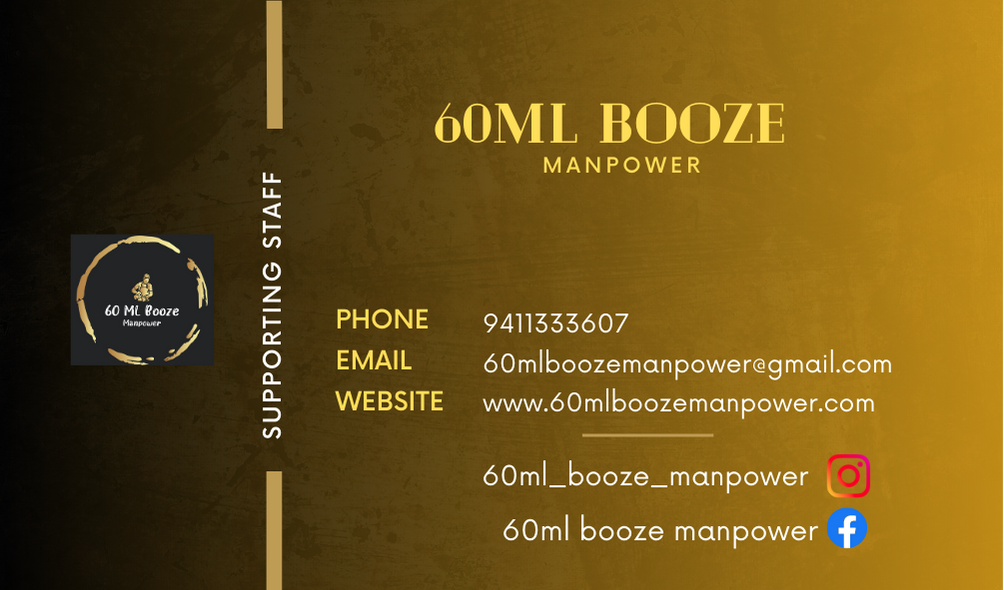 60 ML Booze
Manpower
SUPPORTING STAFF
60ML BOOZE
MANPOWER
PHONE 9411333607
EMAIL 60mlboozemanpower@gmail.com
WEBSITE www.60mlboozemanpower.com
60ml_booze_manpower
60ml booze manpower